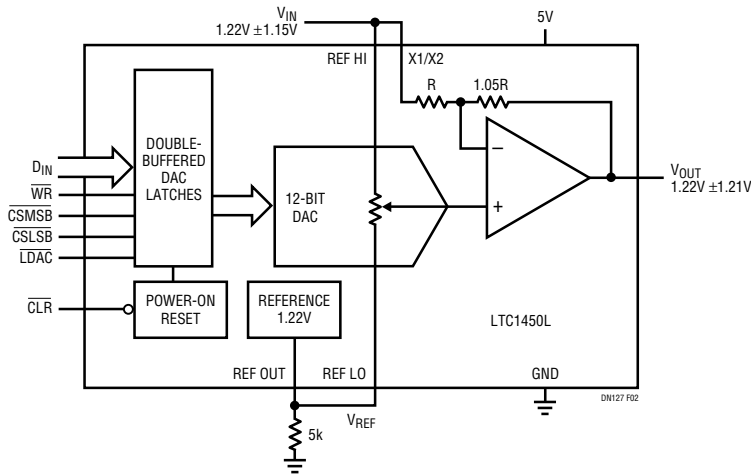 V_IN
1.22V ±1.15V
5V
REF HI
X1/X2
R
1.05R
DOUBLE-
BUFFERED
DAC
LATCHES
D_IN
WR
CSMSB
CSLSB
LDAC
12-BIT
DAC
−
+
V_OUT
1.22V ±1.21V
CLR
POWER-ON
RESET
REFERENCE
1.22V
LTC1450L
REF OUT
REF LO
GND
DN127 F02
V_REF
5k